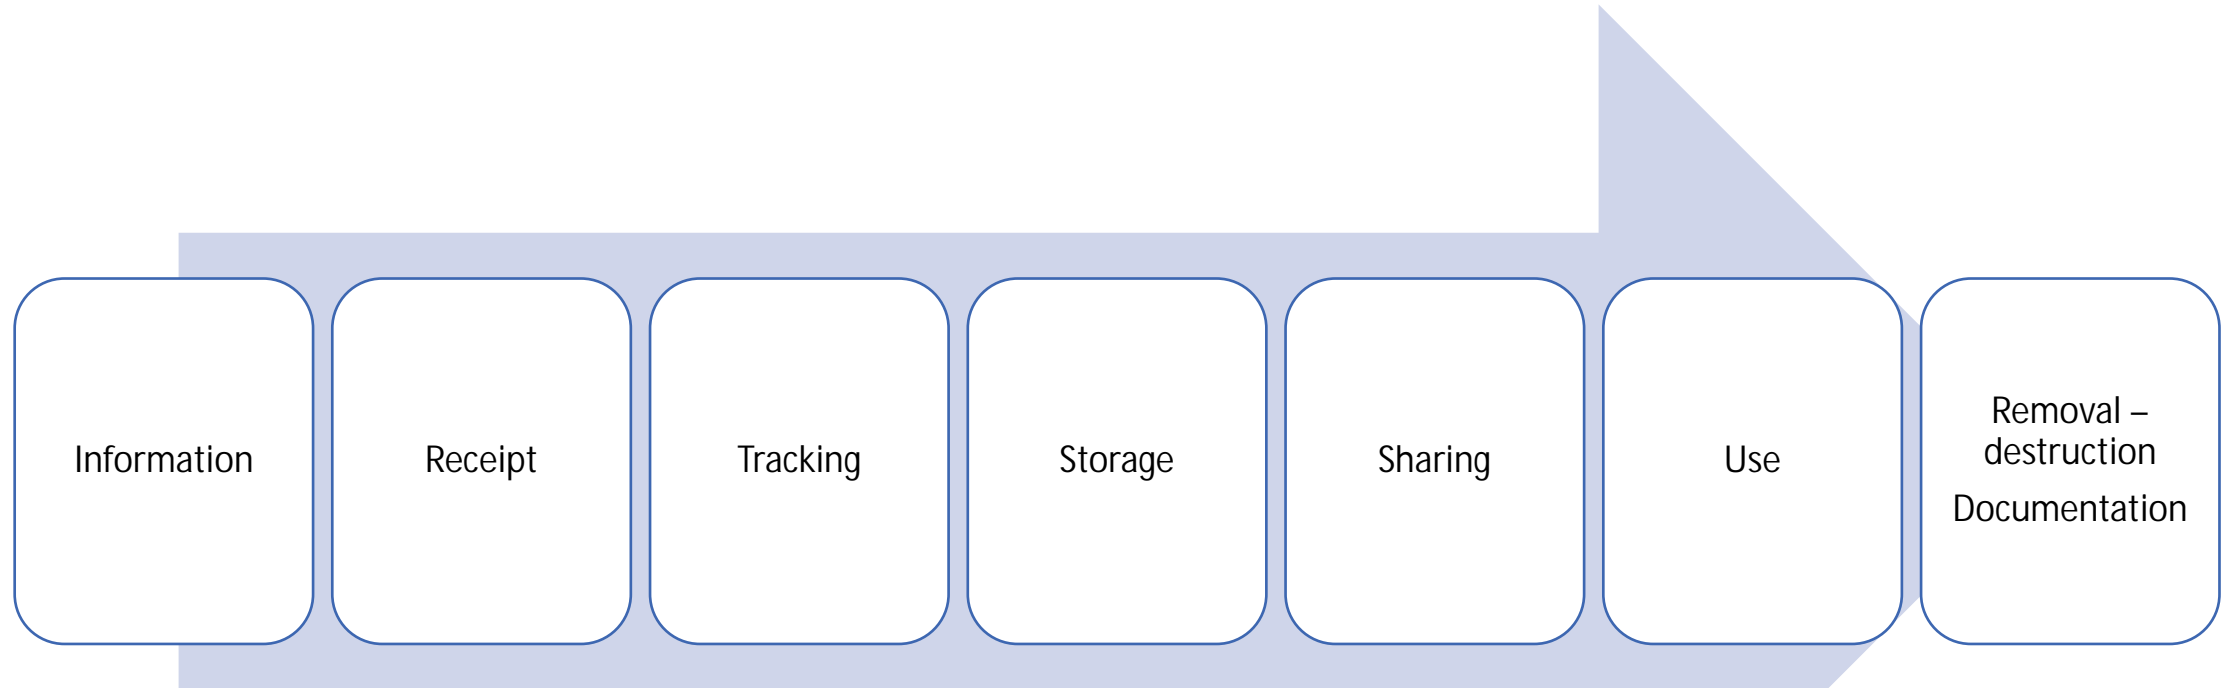 Information
Receipt
Tracking
Storage
Sharing
Use
Removal –
destruction
Documentation